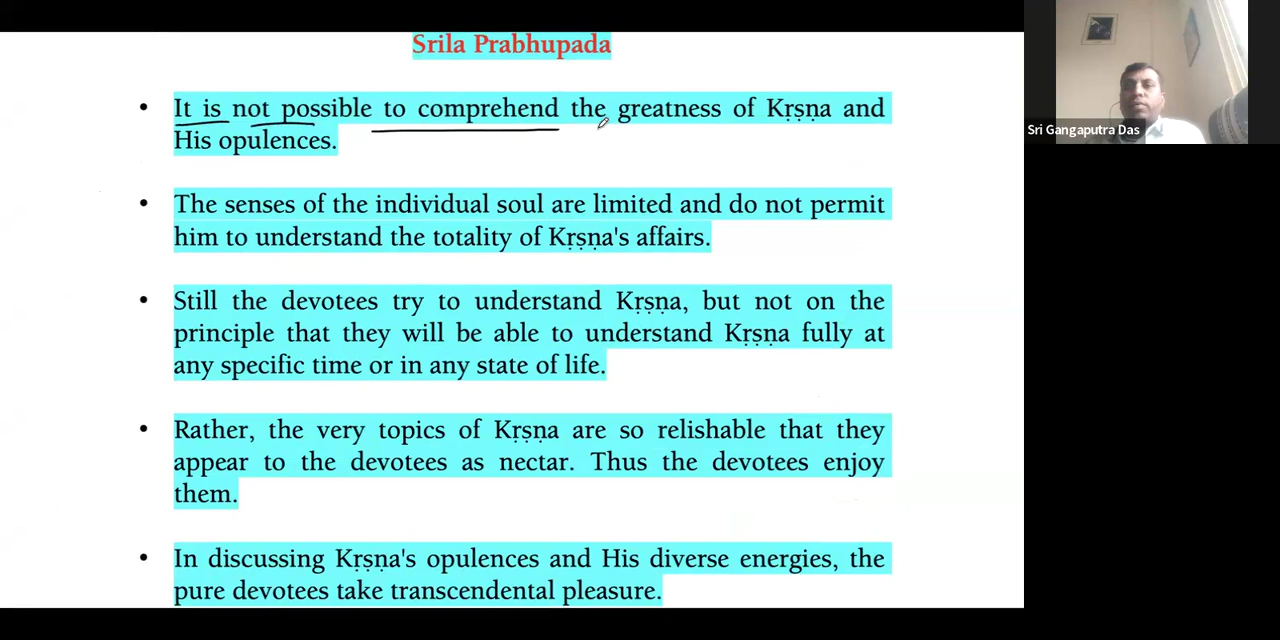 Srila Prabhupada
• It is not possible to comprehend the greatness of Kṛṣṇa and
His opulences.
• The senses of the individual soul are limited and do not permit
him to understand the totality of Kṛṣṇa's affairs.
• Still the devotees try to understand Kṛṣṇa, but not on the
principle that they will be able to understand Kṛṣṇa fully at
any specific time or in any state of life.
• Rather, the very topics of Kṛṣṇa are so relishable that they
appear to the devotees as nectar. Thus the devotees enjoy
them.
• In discussing Kṛṣṇa's opulences and His diverse energies, the
pure devotees take transcendental pleasure.
Sri Gangaputra Das